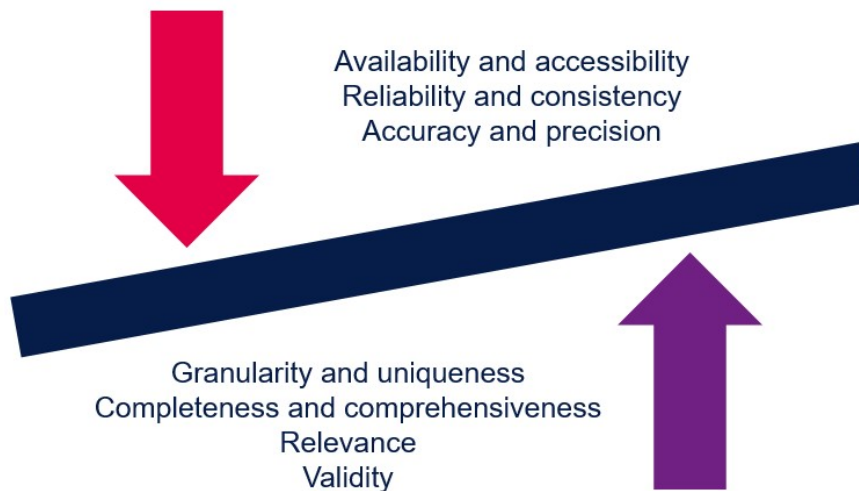 Availability and accessibility
Reliability and consistency
Accuracy and precision
Granularity and uniqueness
Completeness and comprehensiveness
Relevance
Validity